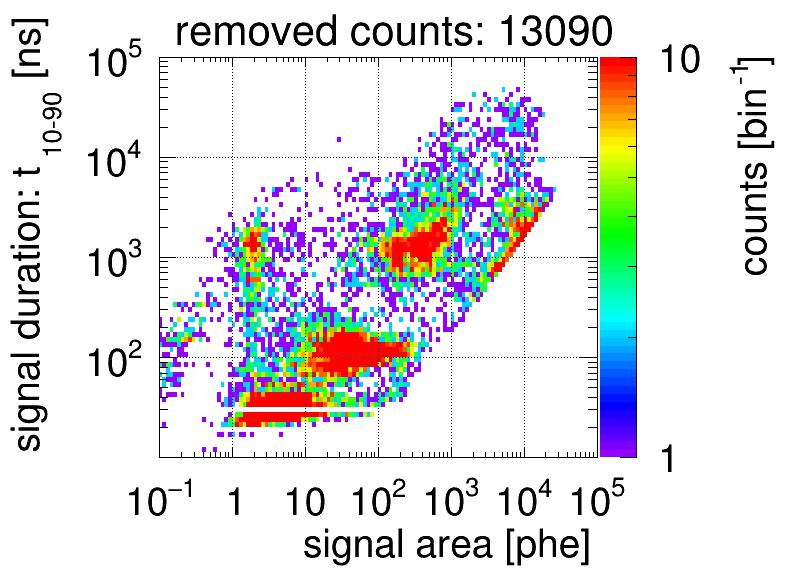 removed counts: 13090
signal duration: t 10-90 [ns]
10^5
10^4
10^3
10^2
10^-1 1 10 10^2 10^3 10^4 10^5
signal area [phe]
10
1
counts [bin^-1]